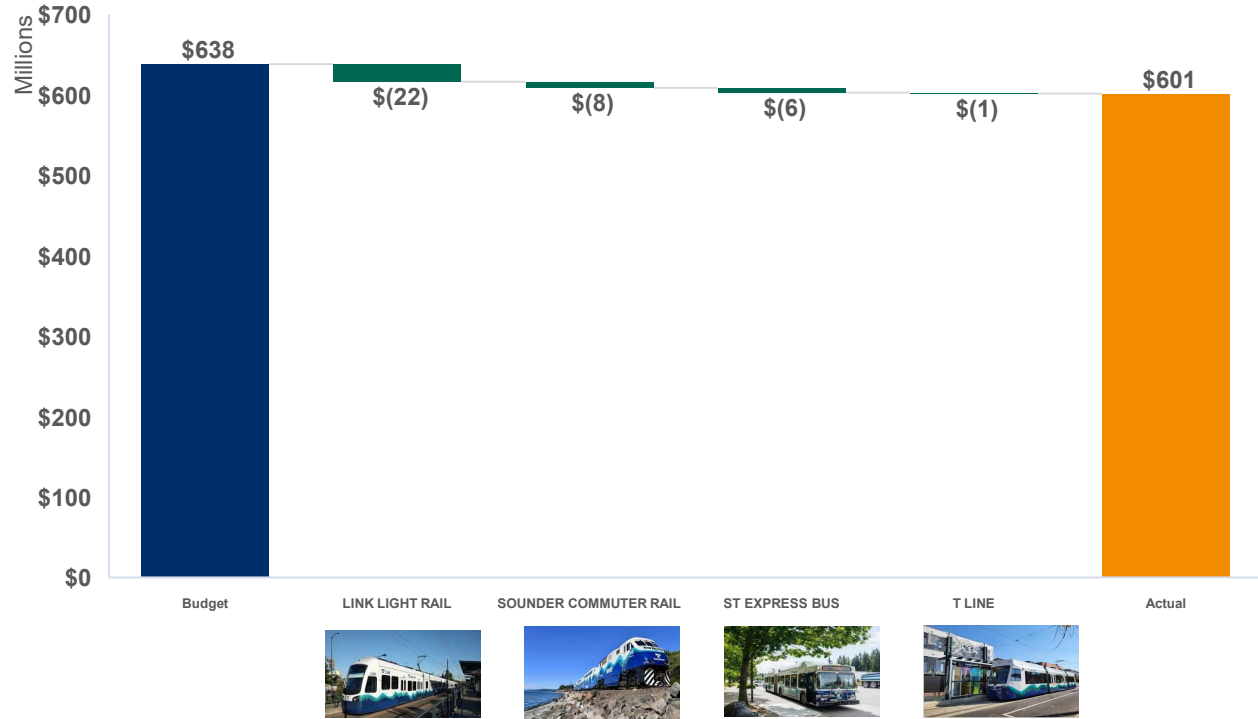 Millions
$700
$600
$500
$400
$300
$200
$100
$0
$638
$(22)
$(8)
$(6)
$(1)
$601
Budget
LINK LIGHT RAIL
SOUNDER COMMUTER RAIL
ST EXPRESS BUS
T LINE
Actual